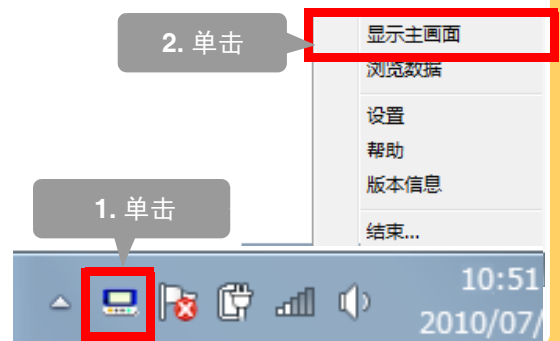 2. 单击
显示主画面
浏览数据
设置
帮助
版本信息
1. 单击
结束...
10:51
2010/07/